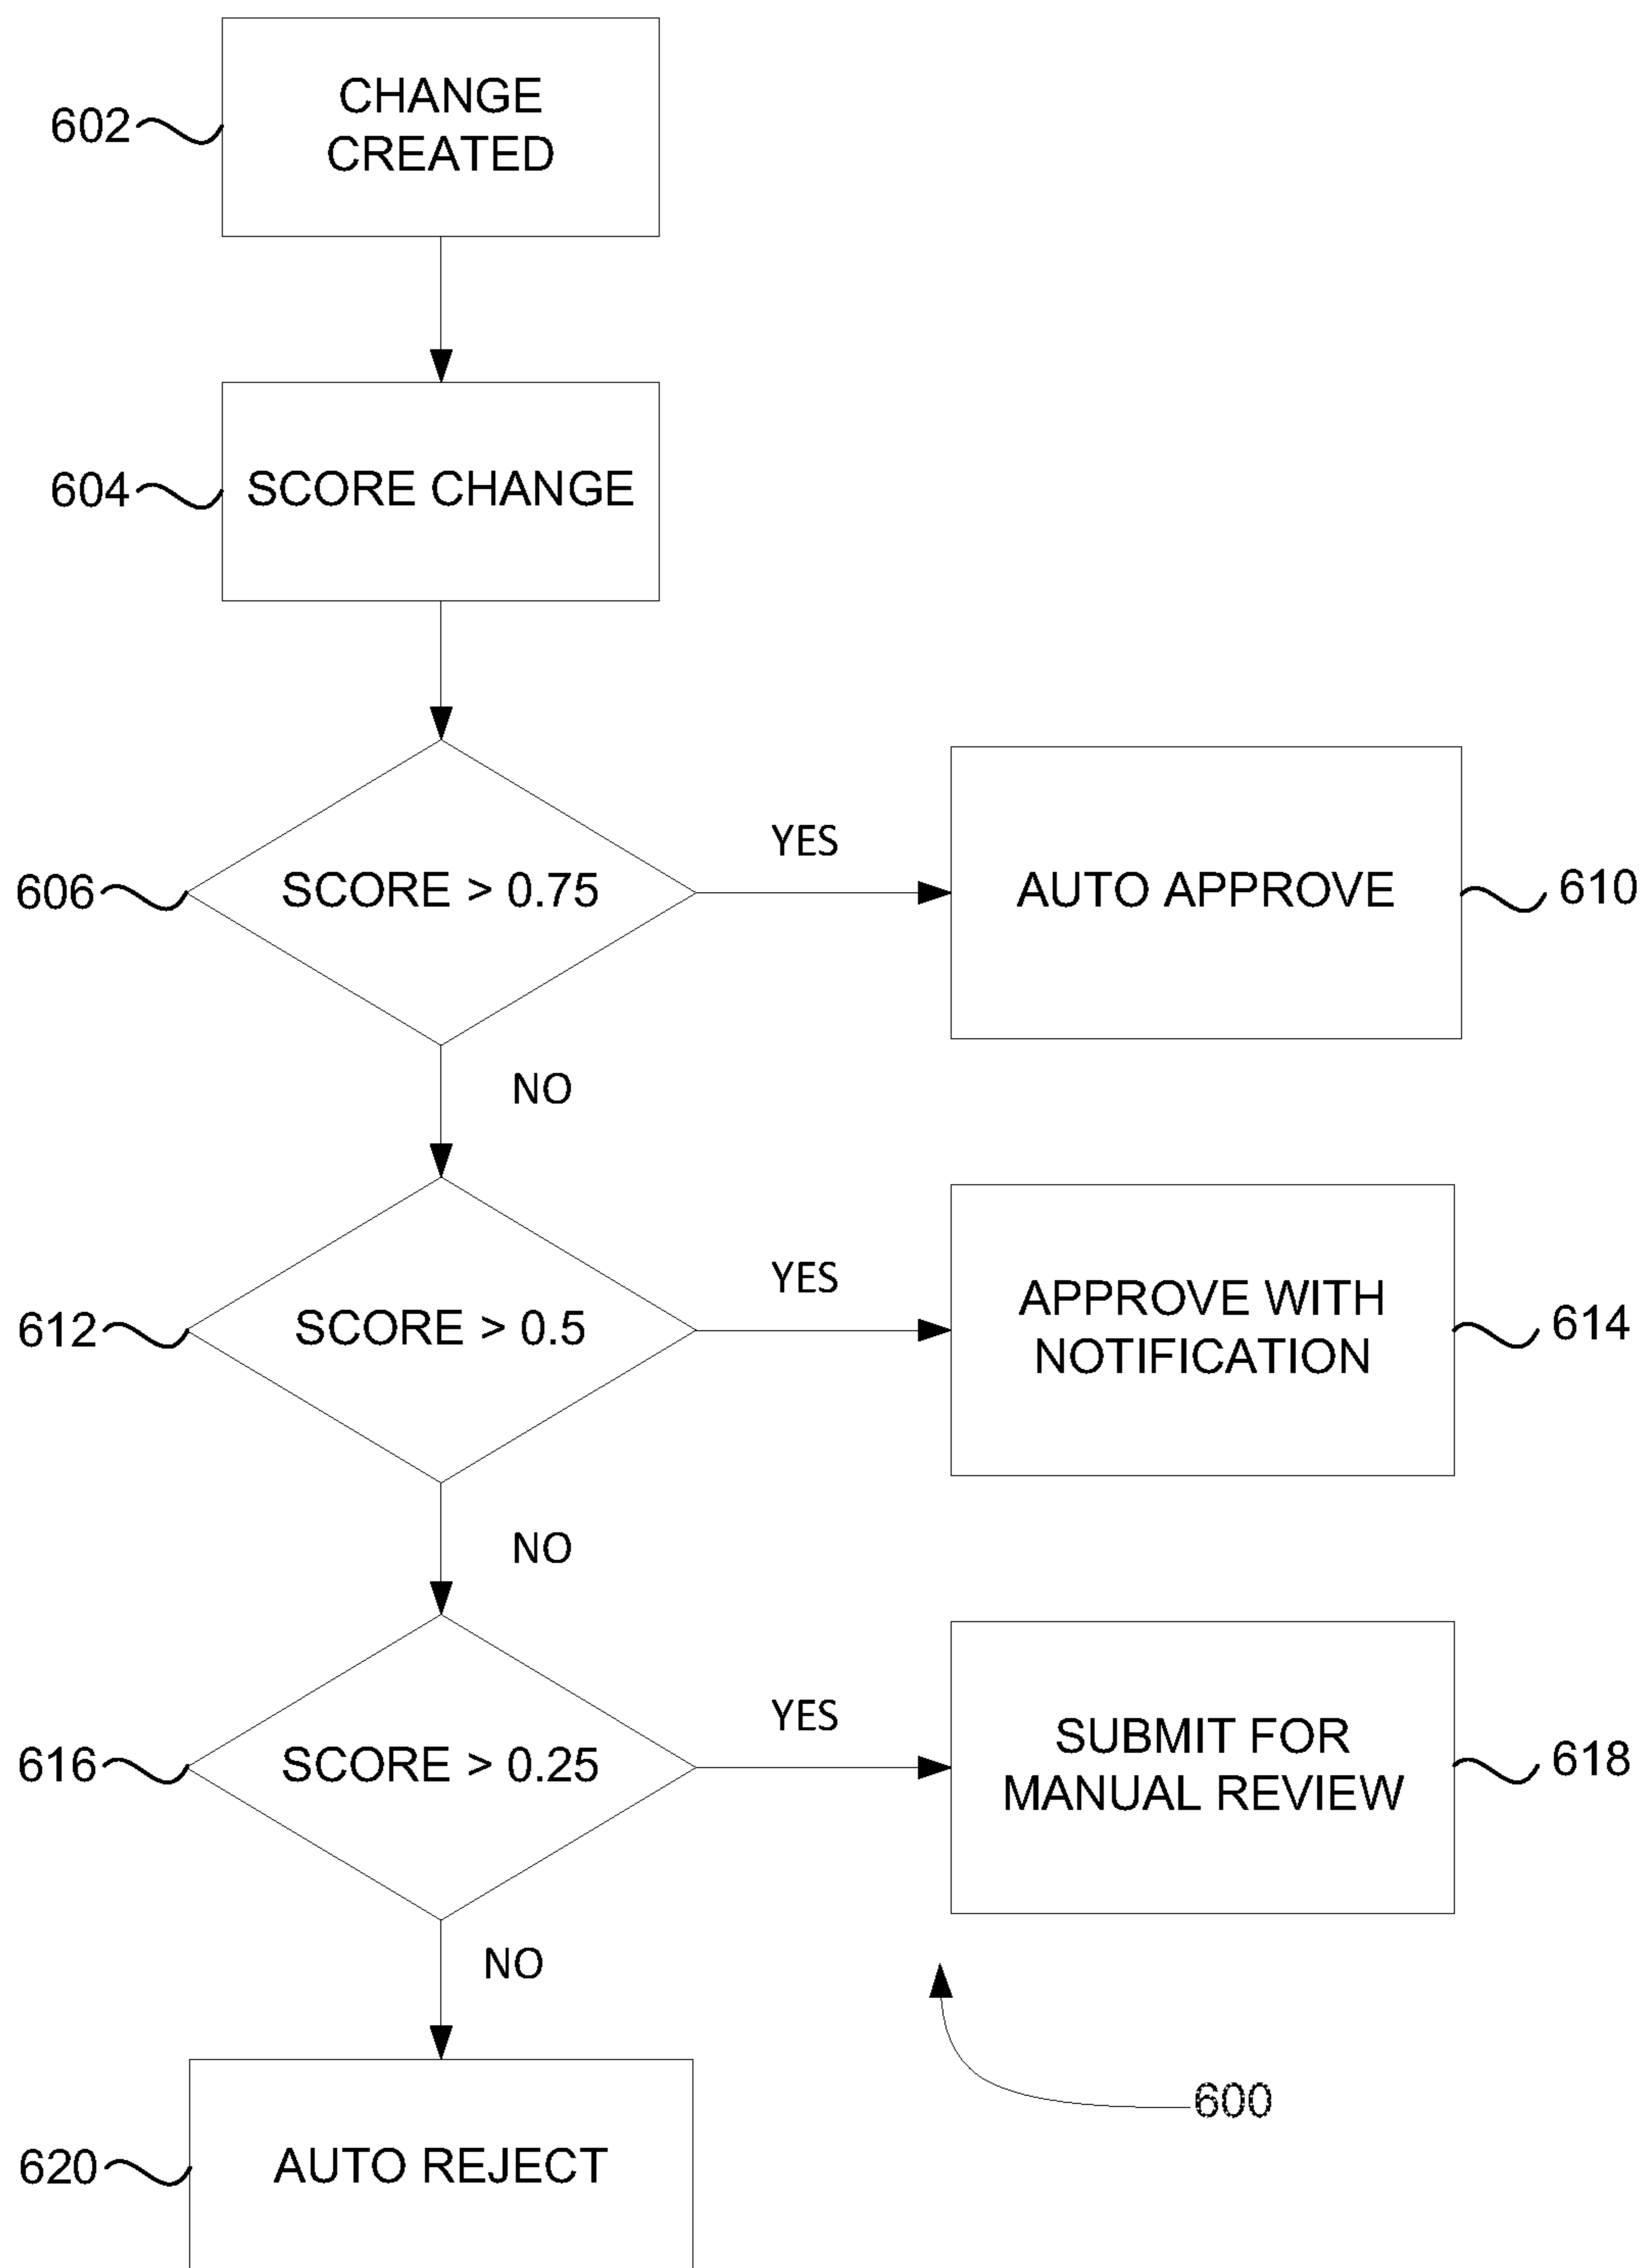 CHANGE
CREATED
602
604
SCORE CHANGE
606
SCORE > 0.75
YES
AUTO APPROVE
610
NO
612
SCORE > 0.5
YES
APPROVE WITH
NOTIFICATION
614
NO
616
SCORE > 0.25
YES
SUBMIT FOR
MANUAL REVIEW
618
NO
600
620
AUTO REJECT